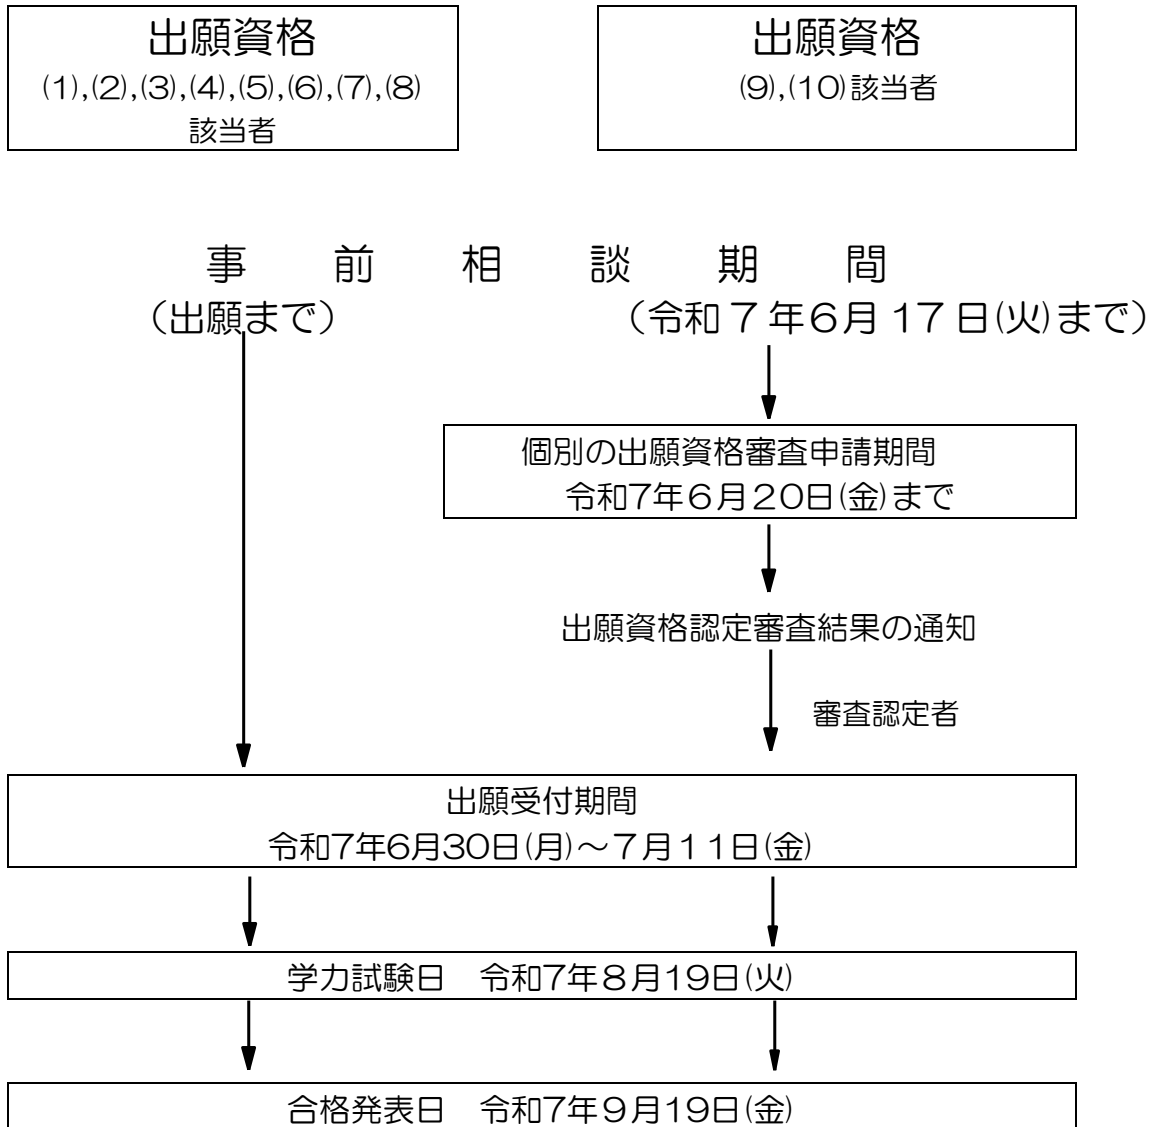 出願資格
(1),(2),(3),(4),(5),(6),(7),(8)
該当者
出願資格
(9),(10)該当者
事 前 相 談 期 間
（出願まで）
（令和７年６月17日(火)まで）
個別の出願資格審査申請期間
令和7年６月２０日(金)まで
出願資格認定審査結果の通知
審査認定者
出願受付期間
令和7年6月30日(月)～７月１１日(金)
学力試験日　令和7年８月19日(火)
合格発表日　令和7年９月19日(金)